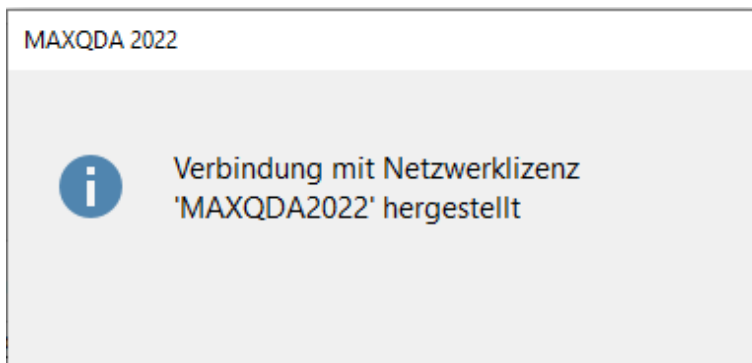 MAXQDA 2022
Verbindung mit Netzwerklizenz
'MAXQDA2022' hergestellt